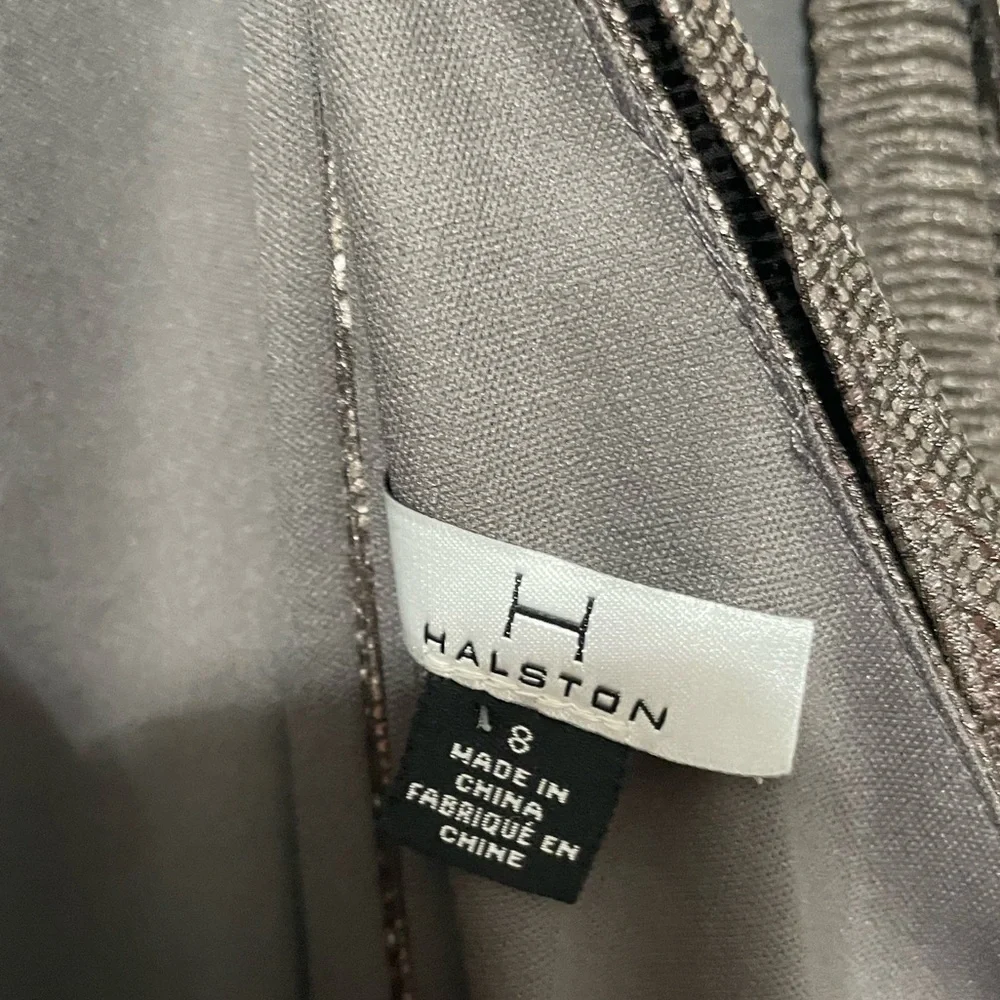 H
HALSTON
8
MADE IN
CHINA
FABRIQUÉ EN
CHINE